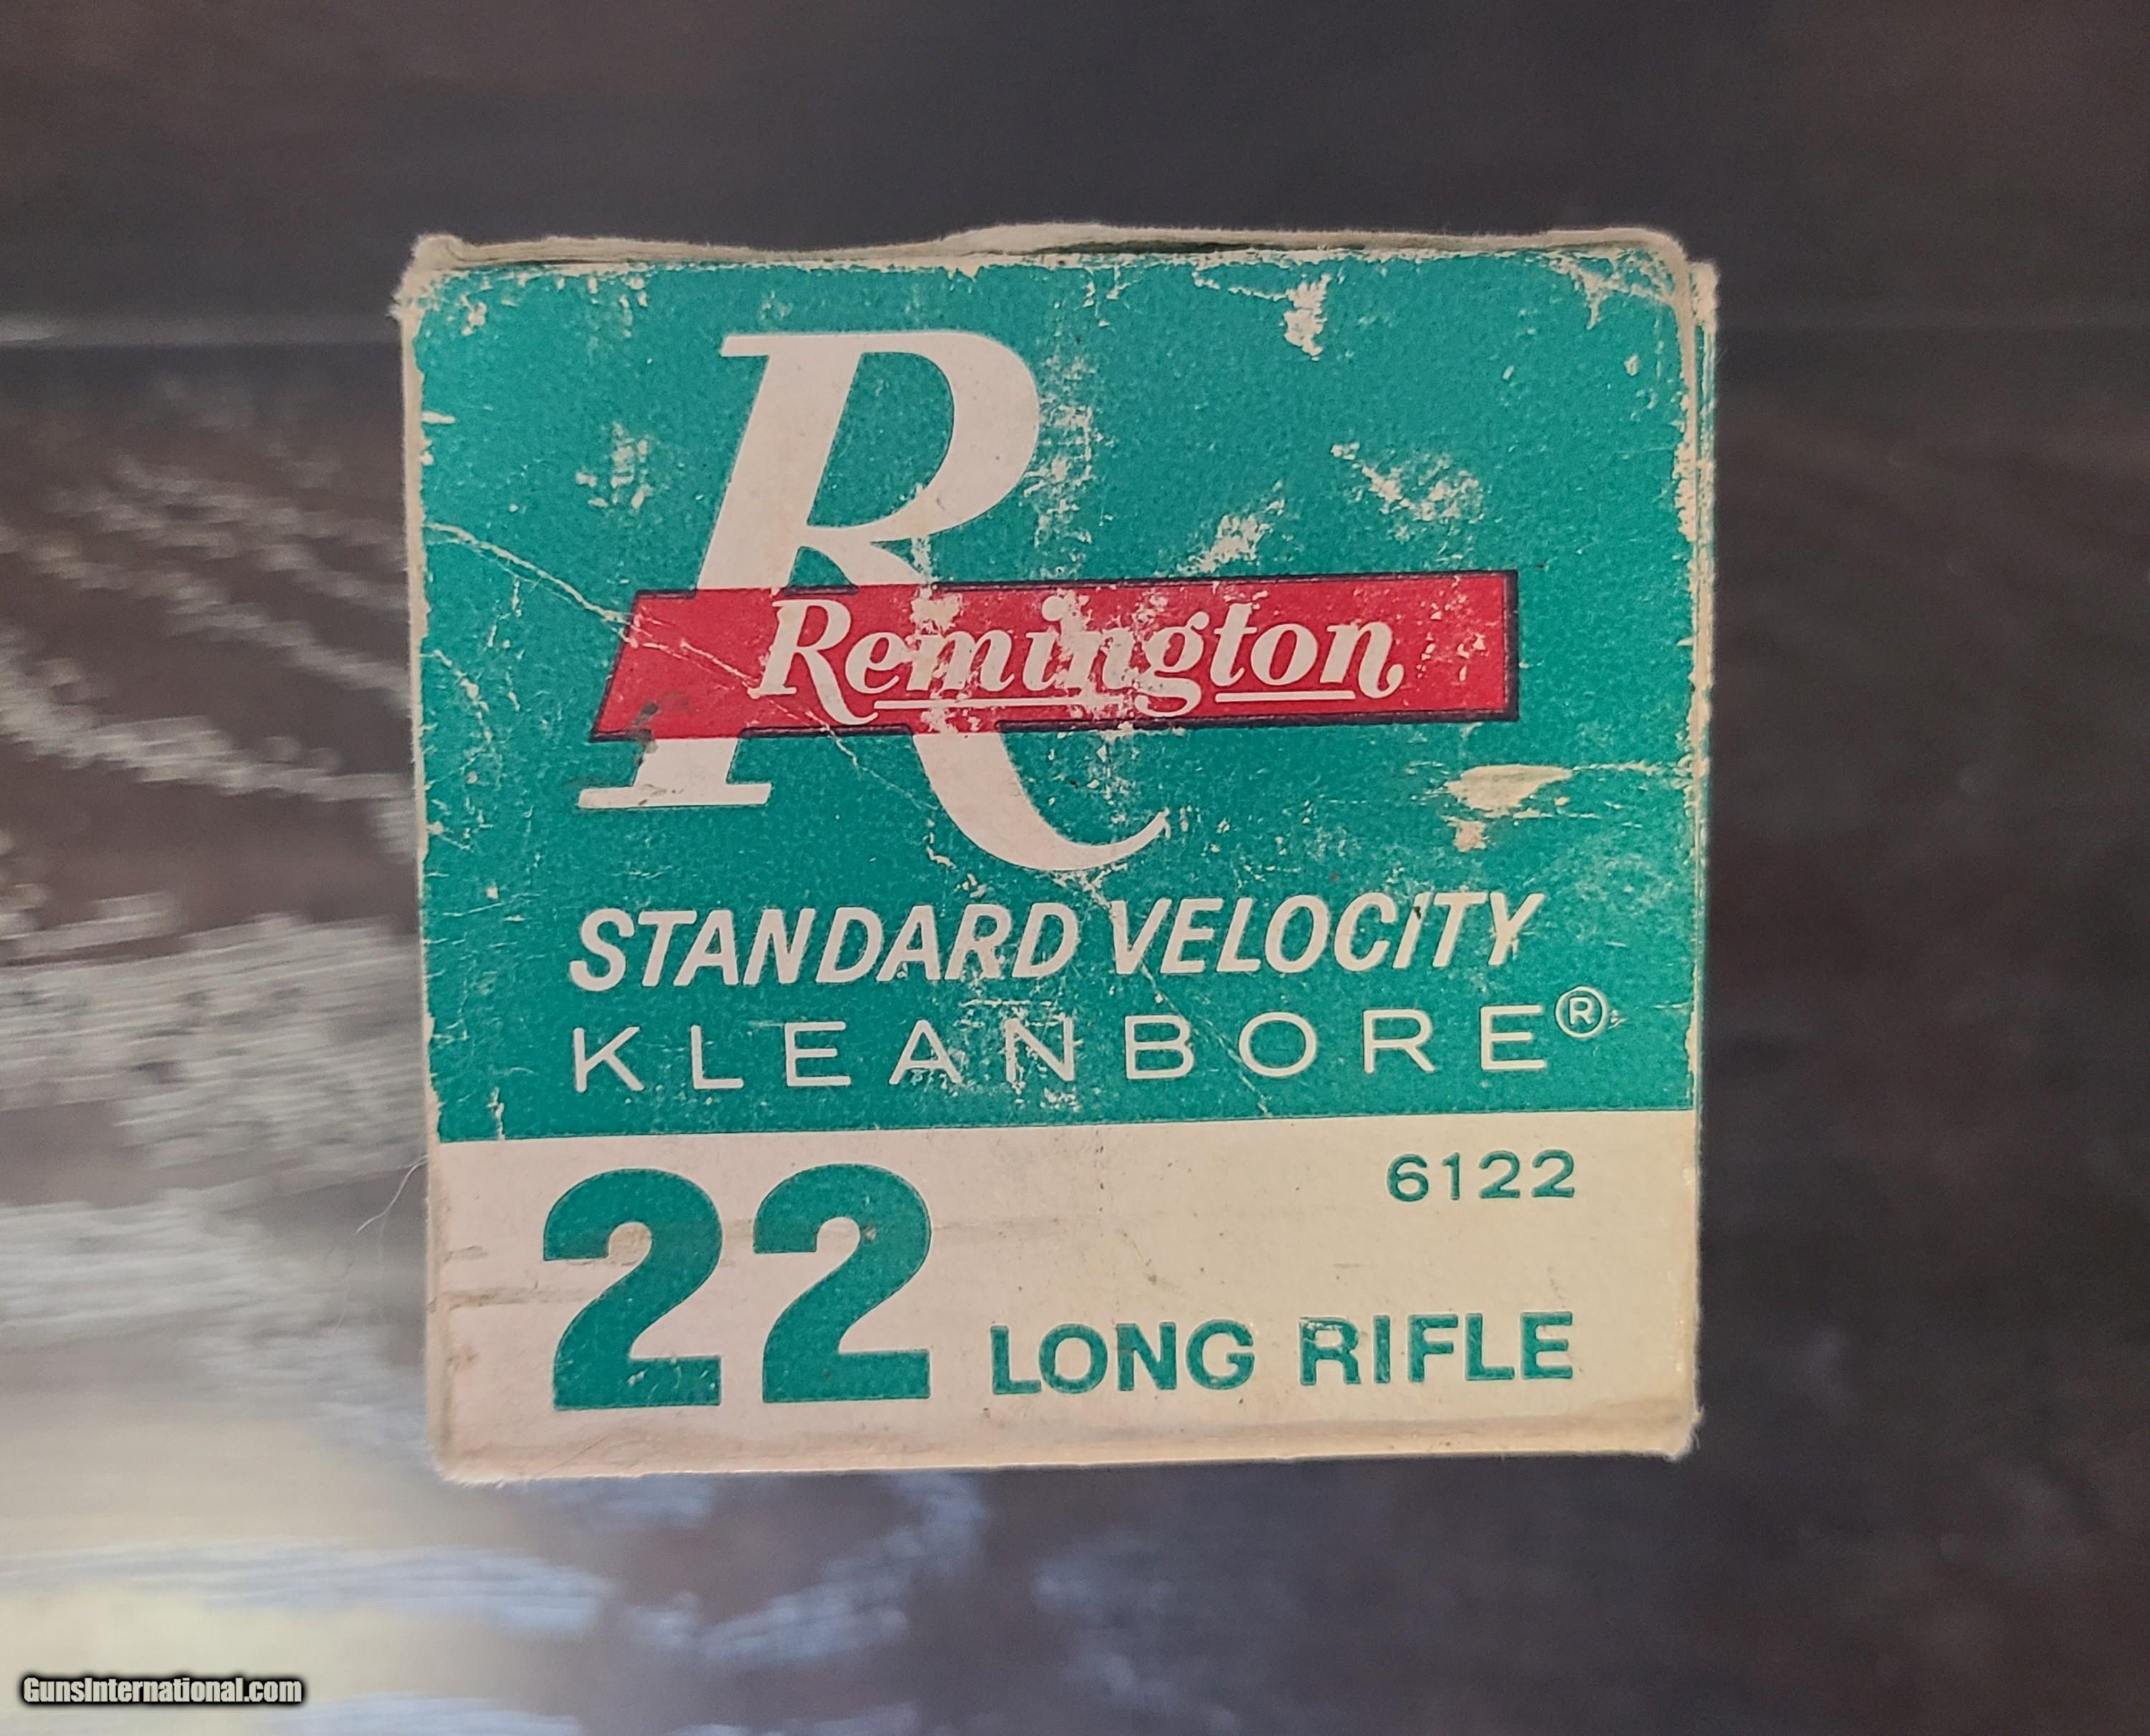 R
Remington
STANDARD VELOCITY
KLEANBORE®
6122
22 LONG RIFLE
GunsInternational.com